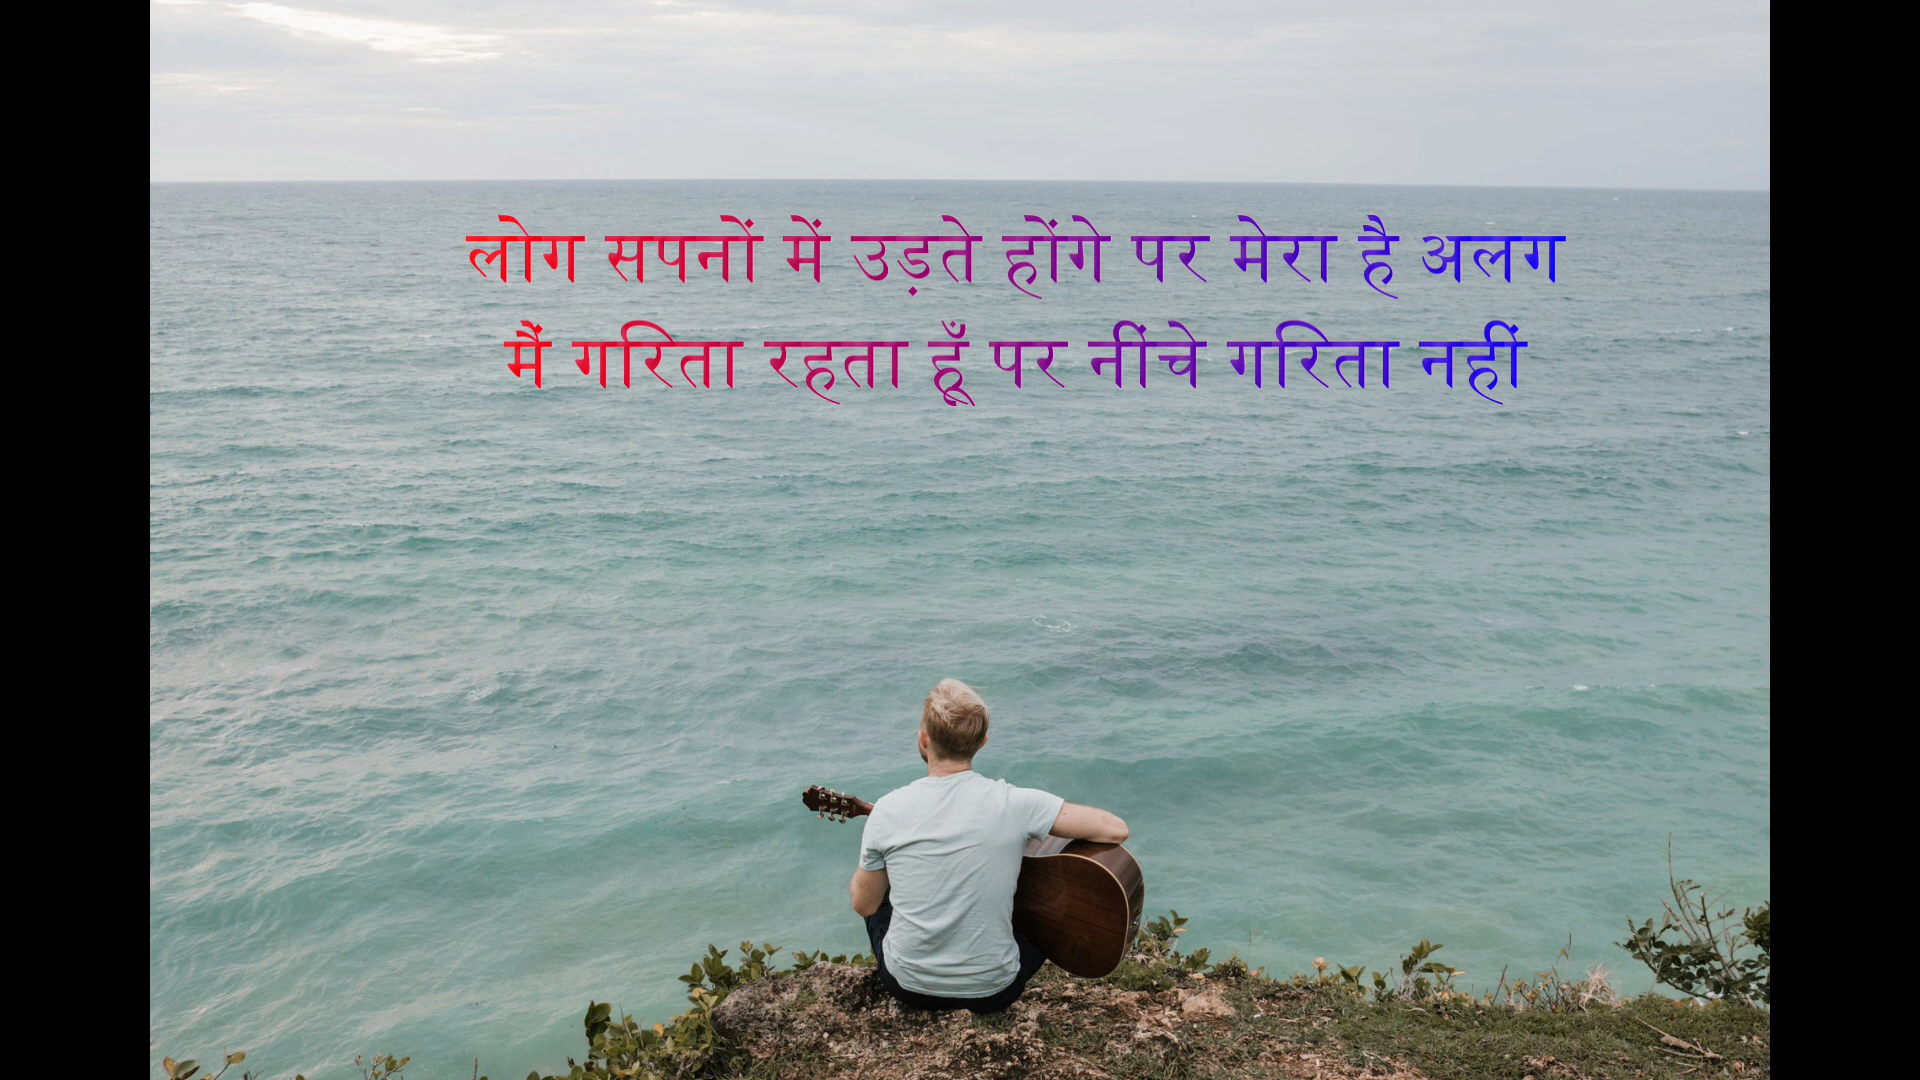 लोग सपनों में उड़ते होंगे पर मेरा है अलग
मैं गरिता रहता हूँ पर नींचे गरिता नहीं